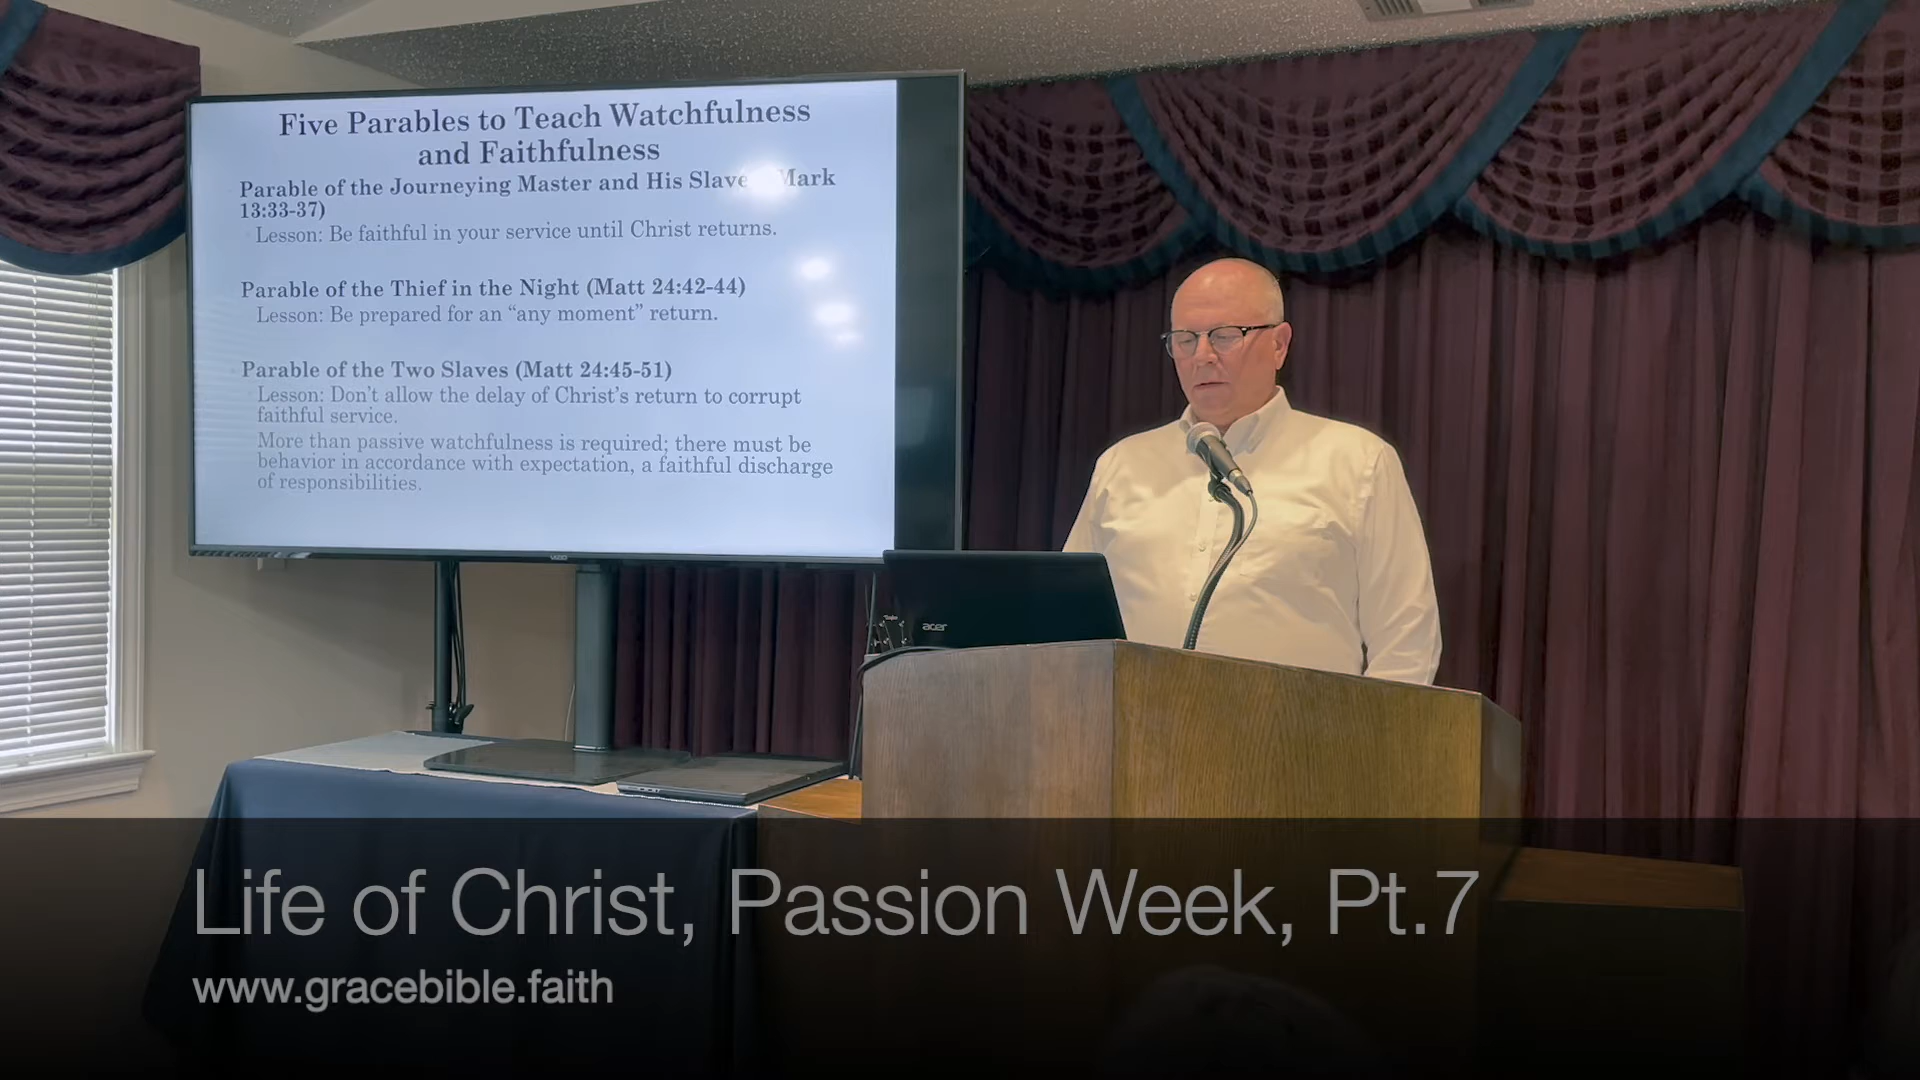 Five Parables to Teach Watchfulness
and Faithfulness
Parable of the Journeying Master and His Slave Mark
13:33-37)
Lesson: Be faithful in your service until Christ returns.
Parable of the Thief in the Night (Matt 24:42-44)
Lesson: Be prepared for an “any moment” return.
Parable of the Two Slaves (Matt 24:45-51)
Lesson: Don’t allow the delay of Christ’s return to corrupt
faithful service.
More than passive watchfulness is required; there must be
behavior in accordance with expectation, a faithful discharge
of responsibilities.
VIZIO
acer
Life of Christ, Passion Week, Pt.7
www.gracebible.faith